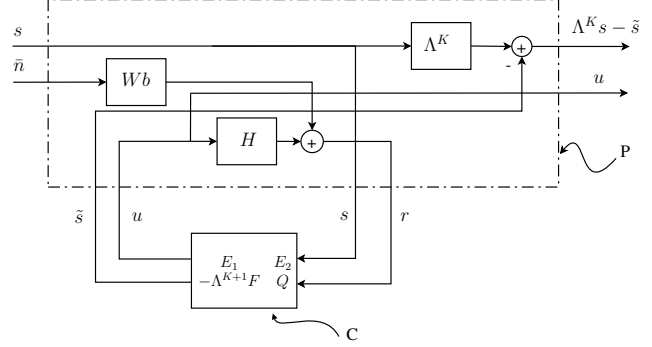 s
Λ^K s − s̃
Λ^K
+
-
n̄
Wb
u
H
+
P
s̃
u
s
r
E_1 E_2
−Λ^{K+1}F Q
C